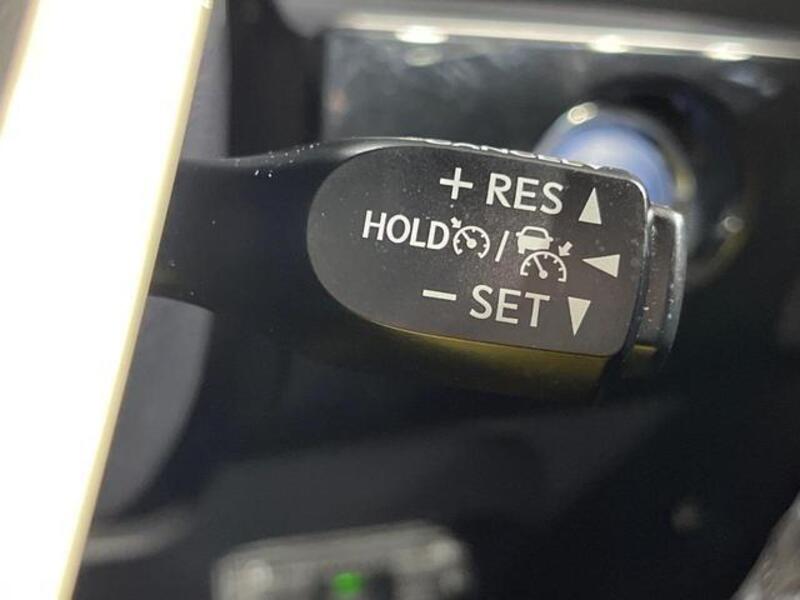 + RES
HOLD /
- SET